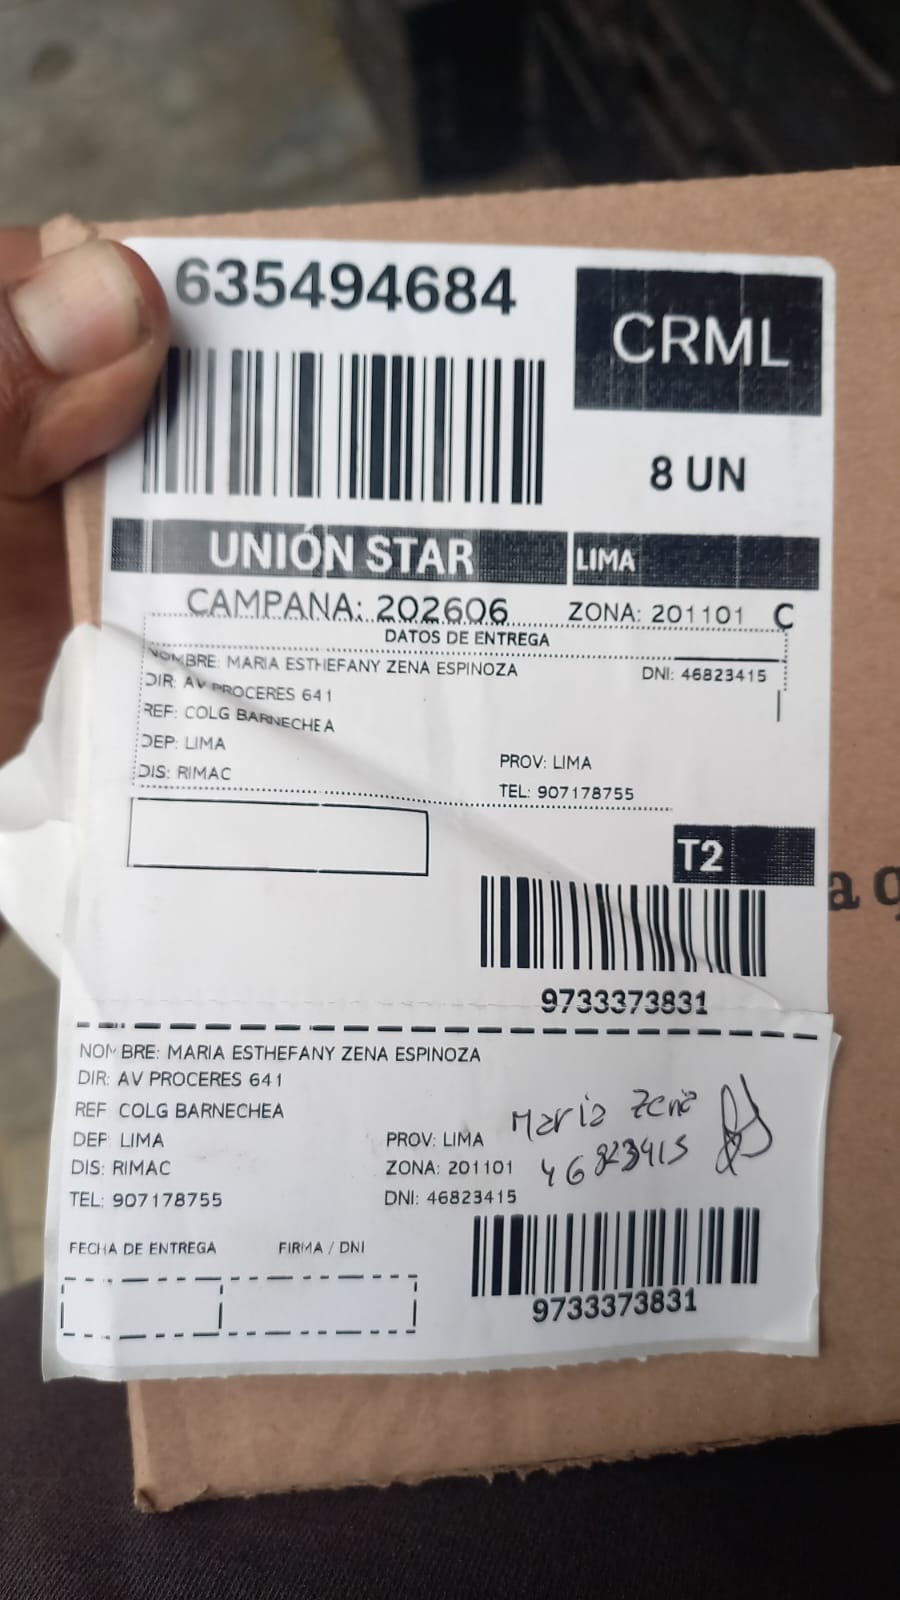 635494684
CRML
8 UN
UNIÓN STAR
LIMA
CAMPAÑA: 202606
ZONA: 201101 C
DATOS DE ENTREGA
NOMBRE: MARIA ESTHEFANY ZENA ESPINOZA
DNI: 46823415
DIR: AV PROCERES 641
REF: COLG BARNECHEA
DEP: LIMA
PROV: LIMA
DIS: RIMAC
TEL: 907178755
T2
a q
9733373831
NOMBRE: MARIA ESTHEFANY ZENA ESPINOZA
DIR: AV PROCERES 641
REF COLG BARNECHEA
DEP LIMA
PROV: LIMA
DIS: RIMAC
ZONA: 201101
TEL: 907178755
DNI: 46823415
Maria Zena
46823415
FECHA DE ENTREGA
FIRMA / DNI
9733373831